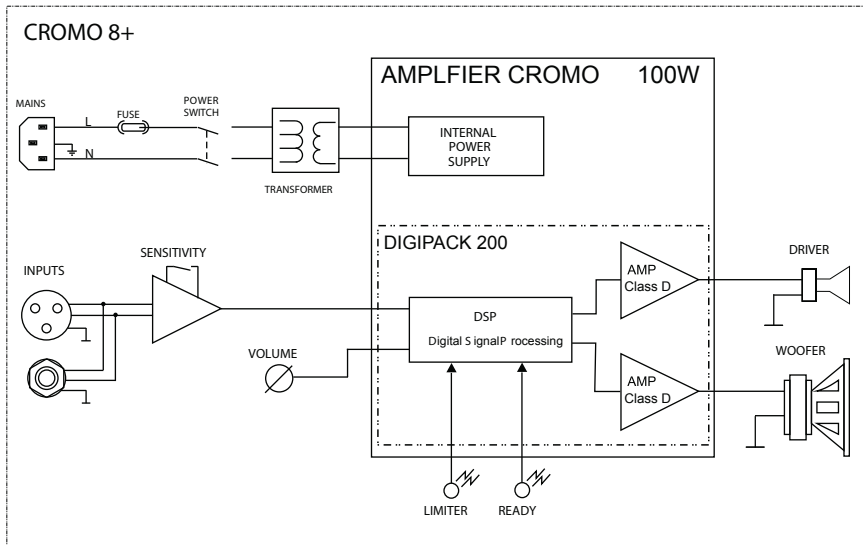 CROMO 8+
AMPLFIER CROMO 100W
MAINS
L
FUSE
POWER
SWITCH
N
TRANSFORMER
INTERNAL
POWER
SUPPLY
DIGIPACK 200
SENSITIVITY
INPUTS
AMP
Class D
DRIVER
DSP
Digital S ignalP rocessing
VOLUME
AMP
Class D
WOOFER
LIMITER
READY